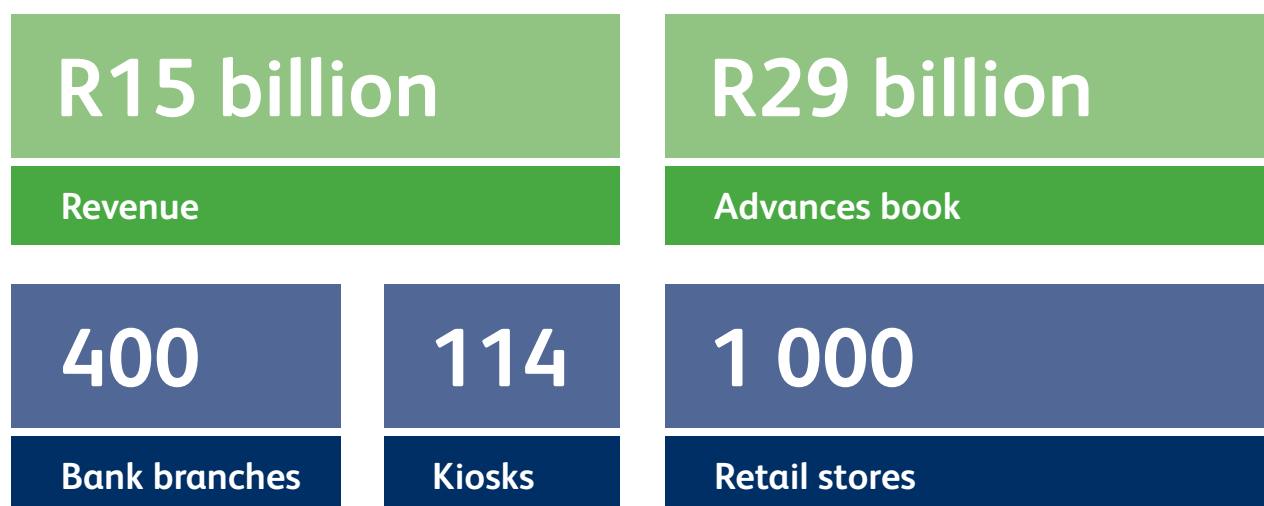 R15 billion
Revenue
R29 billion
Advances book
400
Bank branches
114
Kiosks
1 000
Retail stores